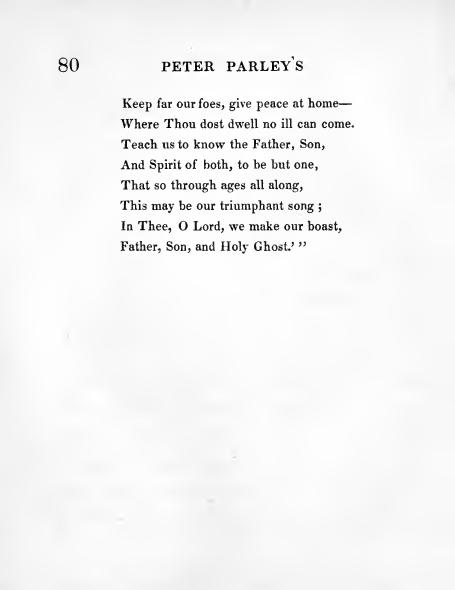 80 PETER PARLEY'S
Keep far our foes, give peace at home—
Where Thou dost dwell no ill can come.
Teach us to know the Father, Son,
And Spirit of both, to be but one,
That so through ages all along,
This may be our triumphant song ;
In Thee, O Lord, we make our boast,
Father, Son, and Holy Ghost.' ”